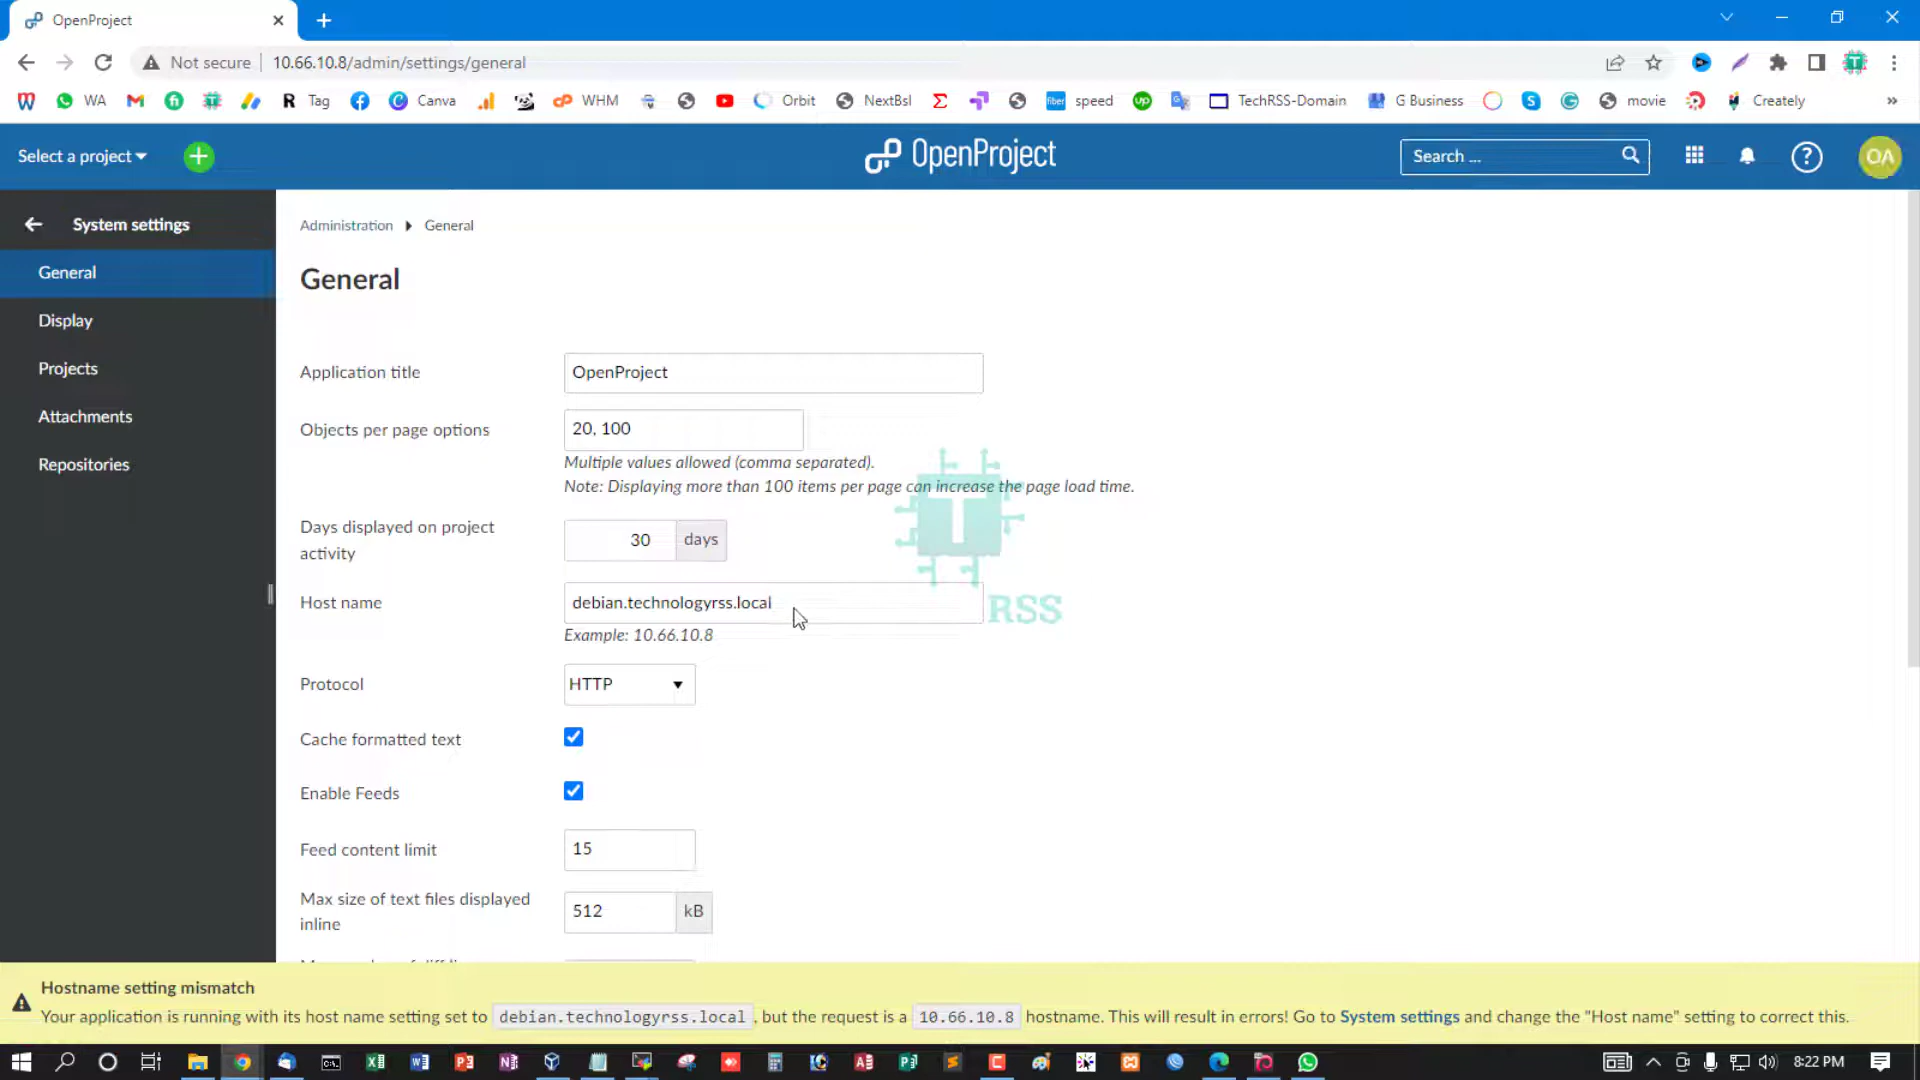 OpenProject
Not secure
10.66.10.8/admin/settings/general
WA
Tag
Canva
WHM
Orbit
NextBsl
speed
TechRSS-Domain
G Business
movie
Creately
»
Select a project
OpenProject
Search ...
OA
System settings
General
Display
Projects
Attachments
Repositories
Administration
General
General
Application title
OpenProject
Objects per page options
20, 100
Multiple values allowed (comma separated).
Note: Displaying more than 100 items per page can increase the page load time.
Days displayed on project
activity
30
days
Host name
debian.technologyrss.local
Example: 10.66.10.8
T
RSS
Protocol
HTTP
Cache formatted text
Enable Feeds
Feed content limit
15
Max size of text files displayed
inline
512
kB
Hostname setting mismatch
Your application is running with its host name setting set to debian.technologyrss.local, but the request is a 10.66.10.8 hostname. This will result in errors! Go to System settings and change the "Host name" setting to correct this.
8:22 PM